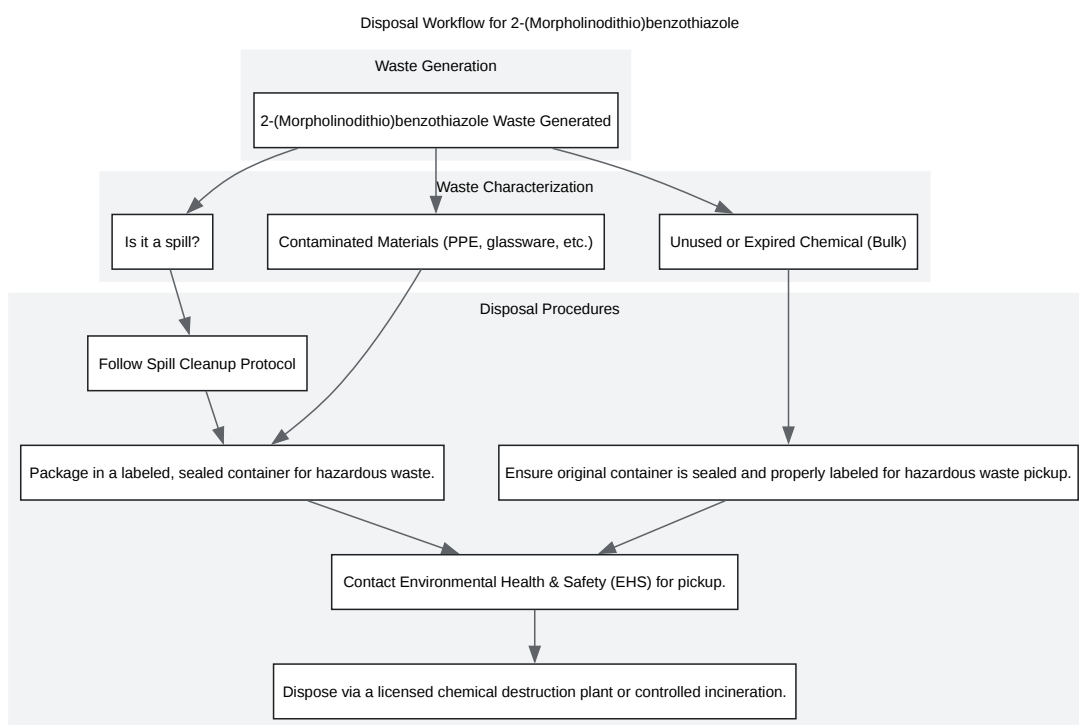 Disposal Workflow for 2-(Morpholinodithio)benzothiazole
Waste Generation
2-(Morpholinodithio)benzothiazole Waste Generated
Waste Characterization
Is it a spill?
Contaminated Materials (PPE, glassware, etc.)
Unused or Expired Chemical (Bulk)
Disposal Procedures
Follow Spill Cleanup Protocol
Package in a labeled, sealed container for hazardous waste.
Ensure original container is sealed and properly labeled for hazardous waste pickup.
Contact Environmental Health & Safety (EHS) for pickup.
Dispose via a licensed chemical destruction plant or controlled incineration.